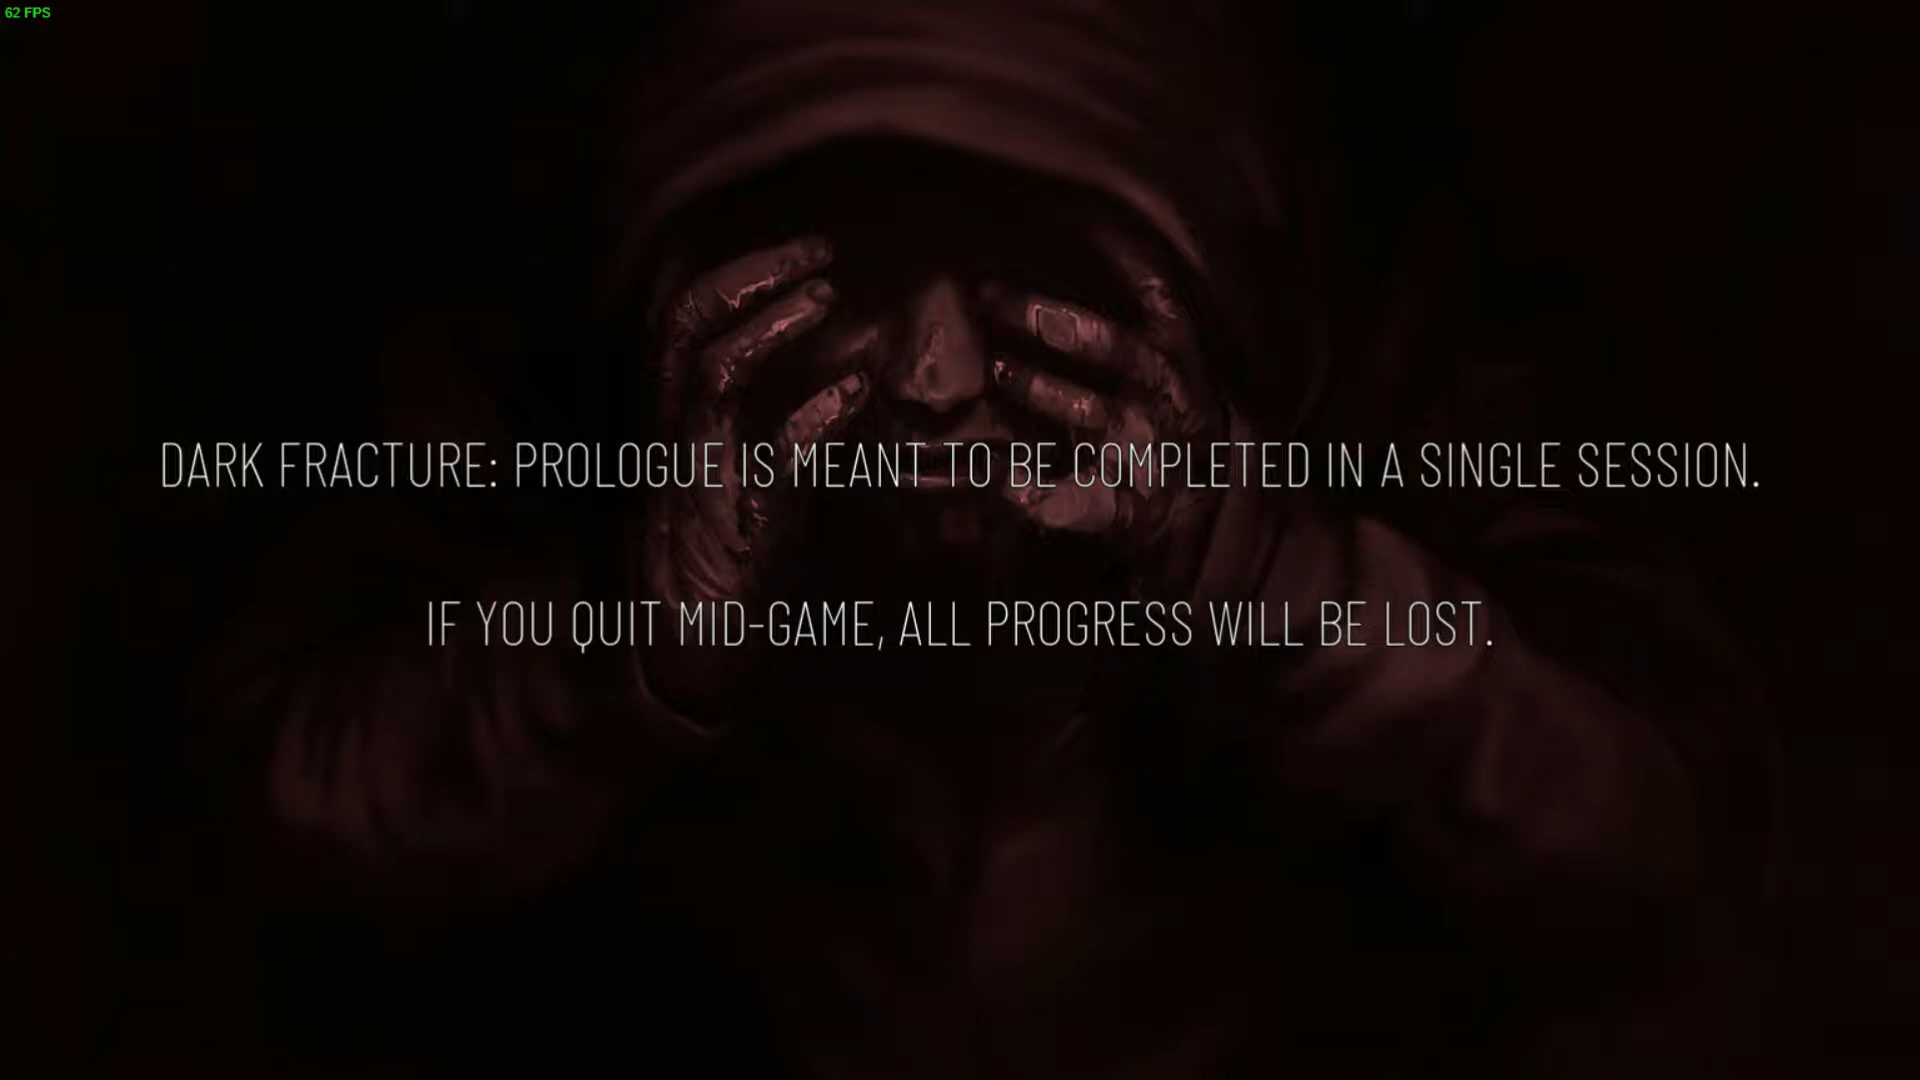 62 FPS
DARK FRACTURE: PROLOGUE IS MEANT TO BE COMPLETED IN A SINGLE SESSION.
IF YOU QUIT MID-GAME, ALL PROGRESS WILL BE LOST.